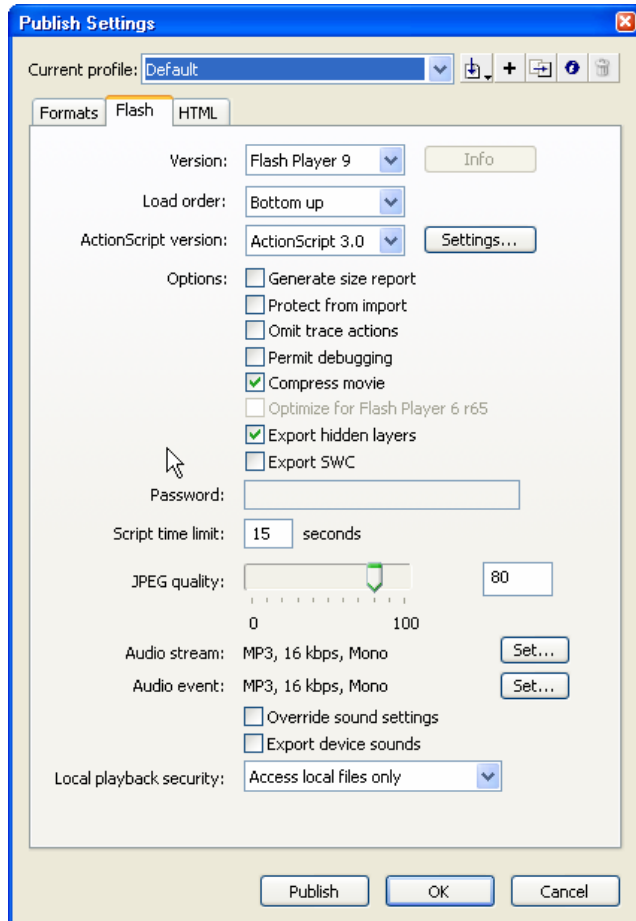 Publish Settings
Current profile: Default
Formats Flash HTML
Version: Flash Player 9 Info
Load order: Bottom up
ActionScript version: ActionScript 3.0 Settings...
Options: Generate size report
Protect from import
Omit trace actions
Permit debugging
Compress movie
Optimize for Flash Player 6 r65
Export hidden layers
Export SWC
Password:
Script time limit: 15 seconds
JPEG quality: 80
0 100
Audio stream: MP3, 16 kbps, Mono Set...
Audio event: MP3, 16 kbps, Mono Set...
Override sound settings
Export device sounds
Local playback security: Access local files only
Publish OK Cancel